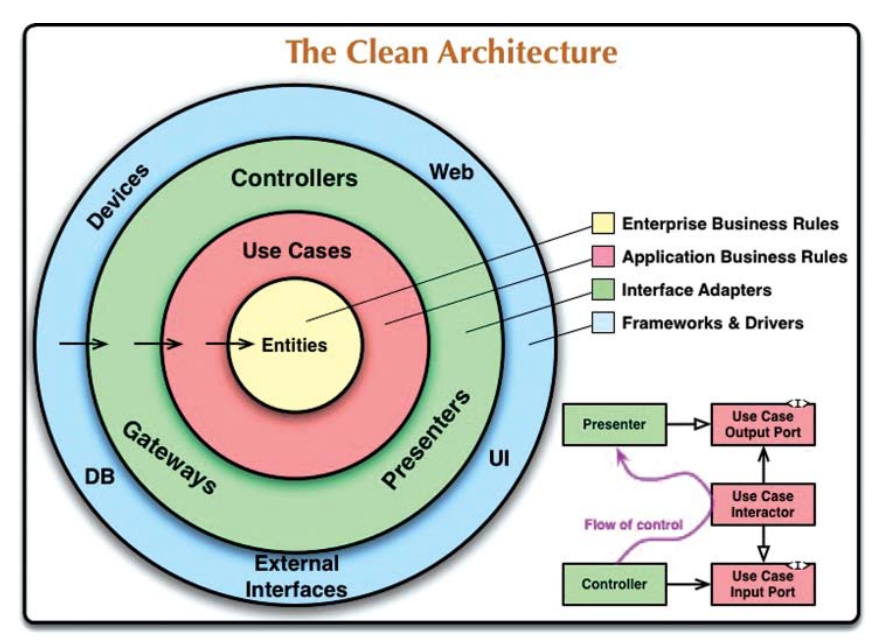 The Clean Architecture
Devices
Web
Controllers
Use Cases
Entities
Gateways
Presenters
DB
UI
External
Interfaces
Enterprise Business Rules
Application Business Rules
Interface Adapters
Frameworks & Drivers
Presenter
<I>
Use Case
Output Port
Flow of control
Use Case
Interactor
Controller
<I>
Use Case
Input Port